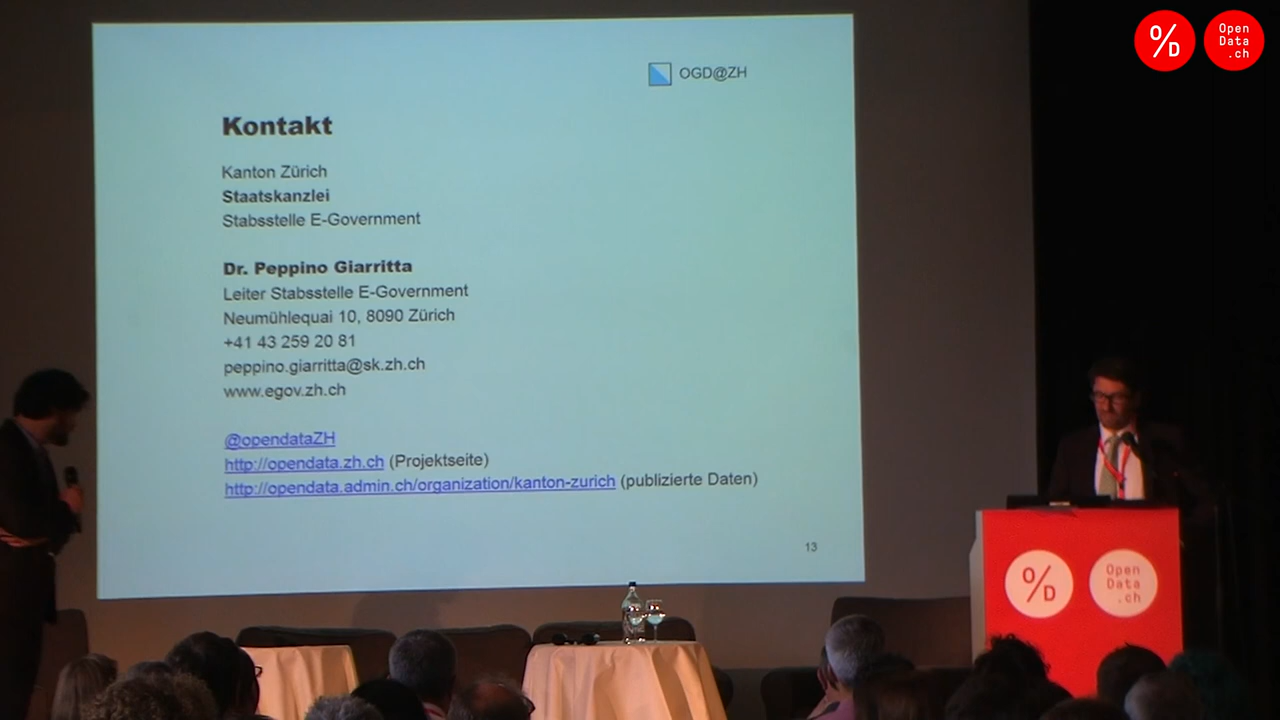 % D
Open
Data
.ch
OGD@ZH
Kontakt
Kanton Zürich
Staatskanzlei
Stabsstelle E-Government
Dr. Peppino Giarritta
Leiter Stabsstelle E-Government
Neumühlequai 10, 8090 Zürich
+41 43 259 20 81
peppino.giarritta@sk.zh.ch
www.egov.zh.ch
@opendataZH
http://opendata.zh.ch (Projektseite)
http://opendata.admin.ch/organization/kanton-zurich (publizierte Daten)
13
% D
Open
Data
.ch